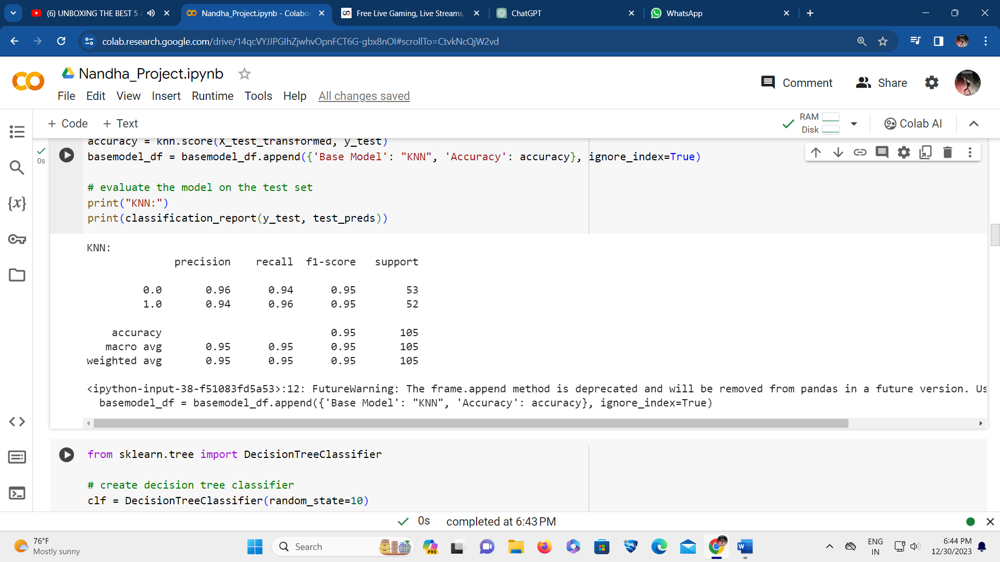 (6) UNBOXING THE BEST 5
Nandha_Project.ipynb - Colabo
Free Live Gaming, Live Streams,
ChatGPT
WhatsApp
colab.research.google.com/drive/14qcVYJJPGIhZjwhvOpnFCT6G-gbx8nOI#scrollTo=CtvkNcQjW2vd
Nandha_Project.ipynb
Comment
Share
File Edit View Insert Runtime Tools Help All changes saved
+ Code + Text
RAM
Disk
Colab AI
accuracy = knn.score(X_test_transformed, y_test)
0s
basemodel_df = basemodel_df.append({'Base Model': "KNN", 'Accuracy': accuracy}, ignore_index=True)
# evaluate the model on the test set
print("KNN:")
print(classification_report(y_test, test_preds))
KNN:
precision recall f1-score support
0.0 0.96 0.94 0.95 53
1.0 0.94 0.96 0.95 52
accuracy 0.95 105
macro avg 0.95 0.95 0.95 105
weighted avg 0.95 0.95 0.95 105
<ipython-input-38-f51083fd5a53>:12: FutureWarning: The frame.append method is deprecated and will be removed from pandas in a future version. Us
basemodel_df = basemodel_df.append({'Base Model': "KNN", 'Accuracy': accuracy}, ignore_index=True)
from sklearn.tree import DecisionTreeClassifier
# create decision tree classifier
clf = DecisionTreeClassifier(random_state=10)
0s completed at 6:43 PM
76°F
Mostly sunny
Search
PRE
ENG
IN
6:44 PM
12/30/2023